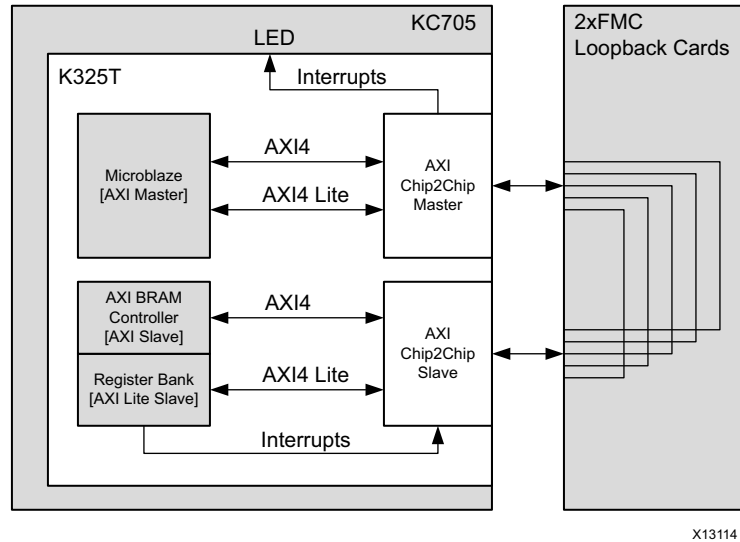 KC705
2xFMC
Loopback Cards
LED
K325T
Interrupts
Microblaze
[AXI Master]
AXI4
AXI4 Lite
AXI
Chip2Chip
Master
AXI BRAM
Controller
[AXI Slave]
Register Bank
[AXI Lite Slave]
AXI4
AXI4 Lite
AXI
Chip2Chip
Slave
Interrupts
X13114